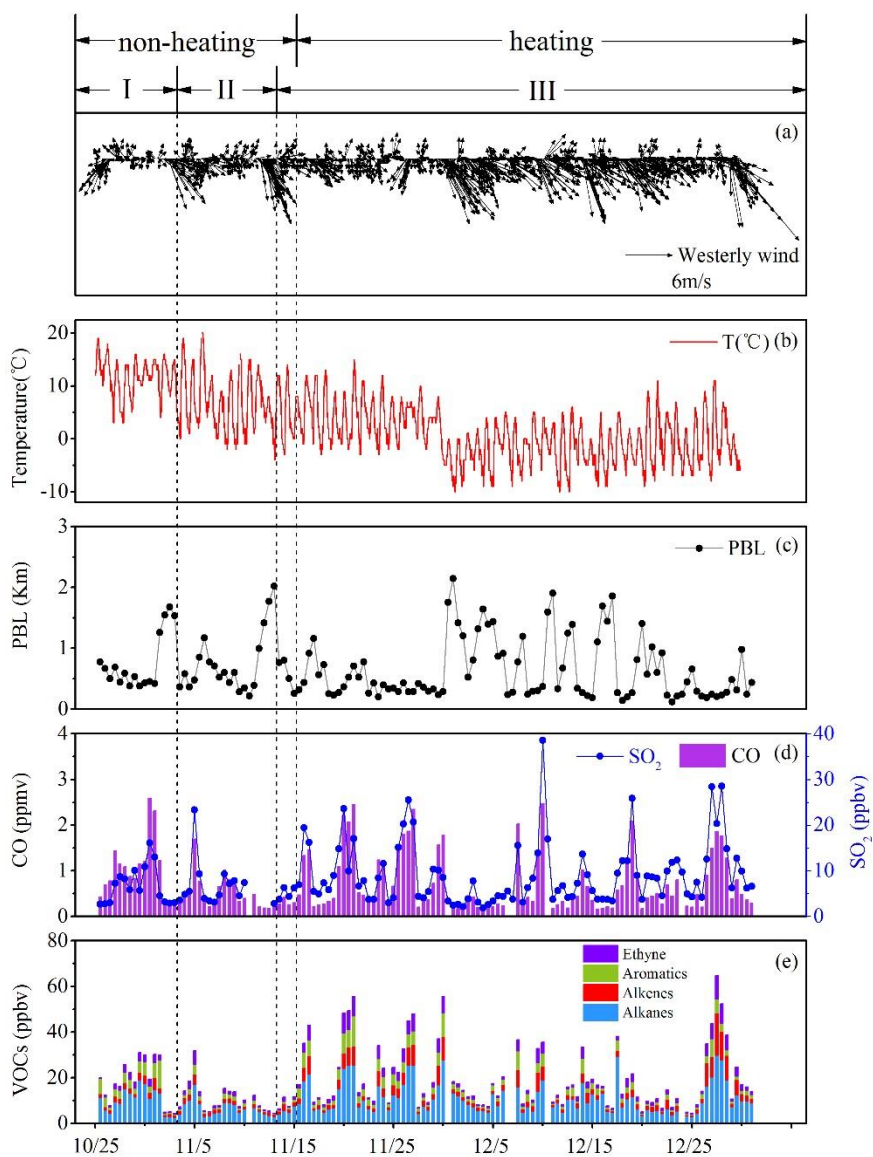 non-heating heating
I II III
(a)
Westerly wind
6m/s
T(℃) (b)
Temperature(℃)
20
10
0
-10
(c)
PBL
PBL (Km)
3
2
1
0
(d)
SO2 CO
CO (ppmv)
4
3
2
1
0
SO2 (ppbv)
40
30
20
10
0
(e)
Ethyne
Aromatics
Alkenes
Alkanes
VOCs (ppbv)
80
60
40
20
0
10/25 11/5 11/15 11/25 12/5 12/15 12/25